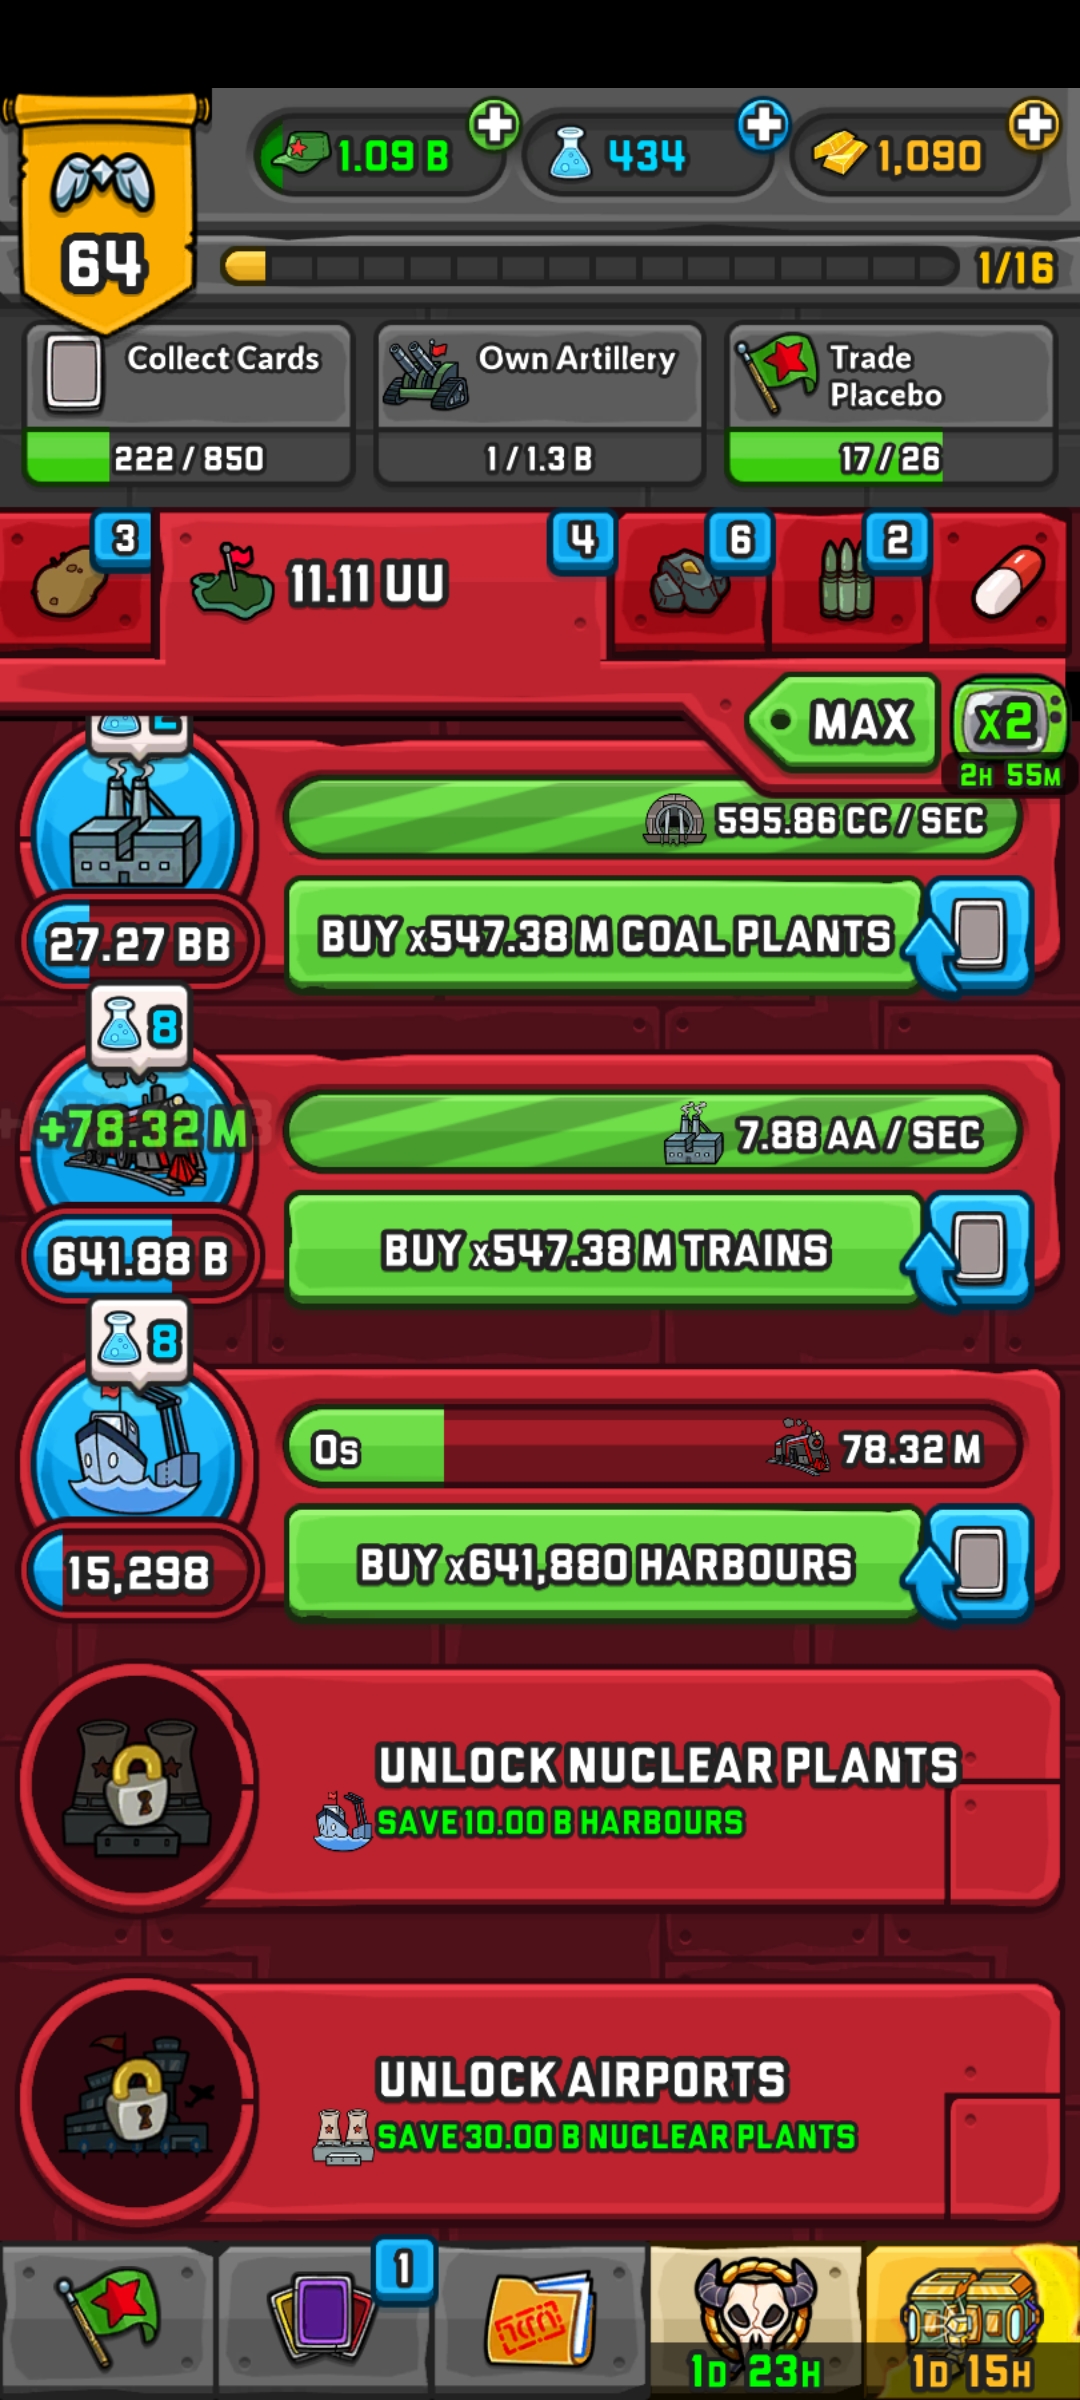 1.09 B
434
1,090
64
1/16
Collect Cards
Own Artillery
Trade
Placebo
222 / 850
1 / 1.3 B
17 / 26
3
11.11 UU
4
6
2
MAX
x2
2H 55M
595.86 CC / SEC
27.27 BB
BUY x547.38 M COAL PLANTS
8
+78.32 M
7.88 AA / SEC
641.88 B
BUY x547.38 M TRAINS
8
0s
78.32 M
15,298
BUY x641,880 HARBOURS
UNLOCK NUCLEAR PLANTS
SAVE 10.00 B HARBOURS
UNLOCK AIRPORTS
SAVE 30.00 B NUCLEAR PLANTS
1
1D 23H
1D 15H